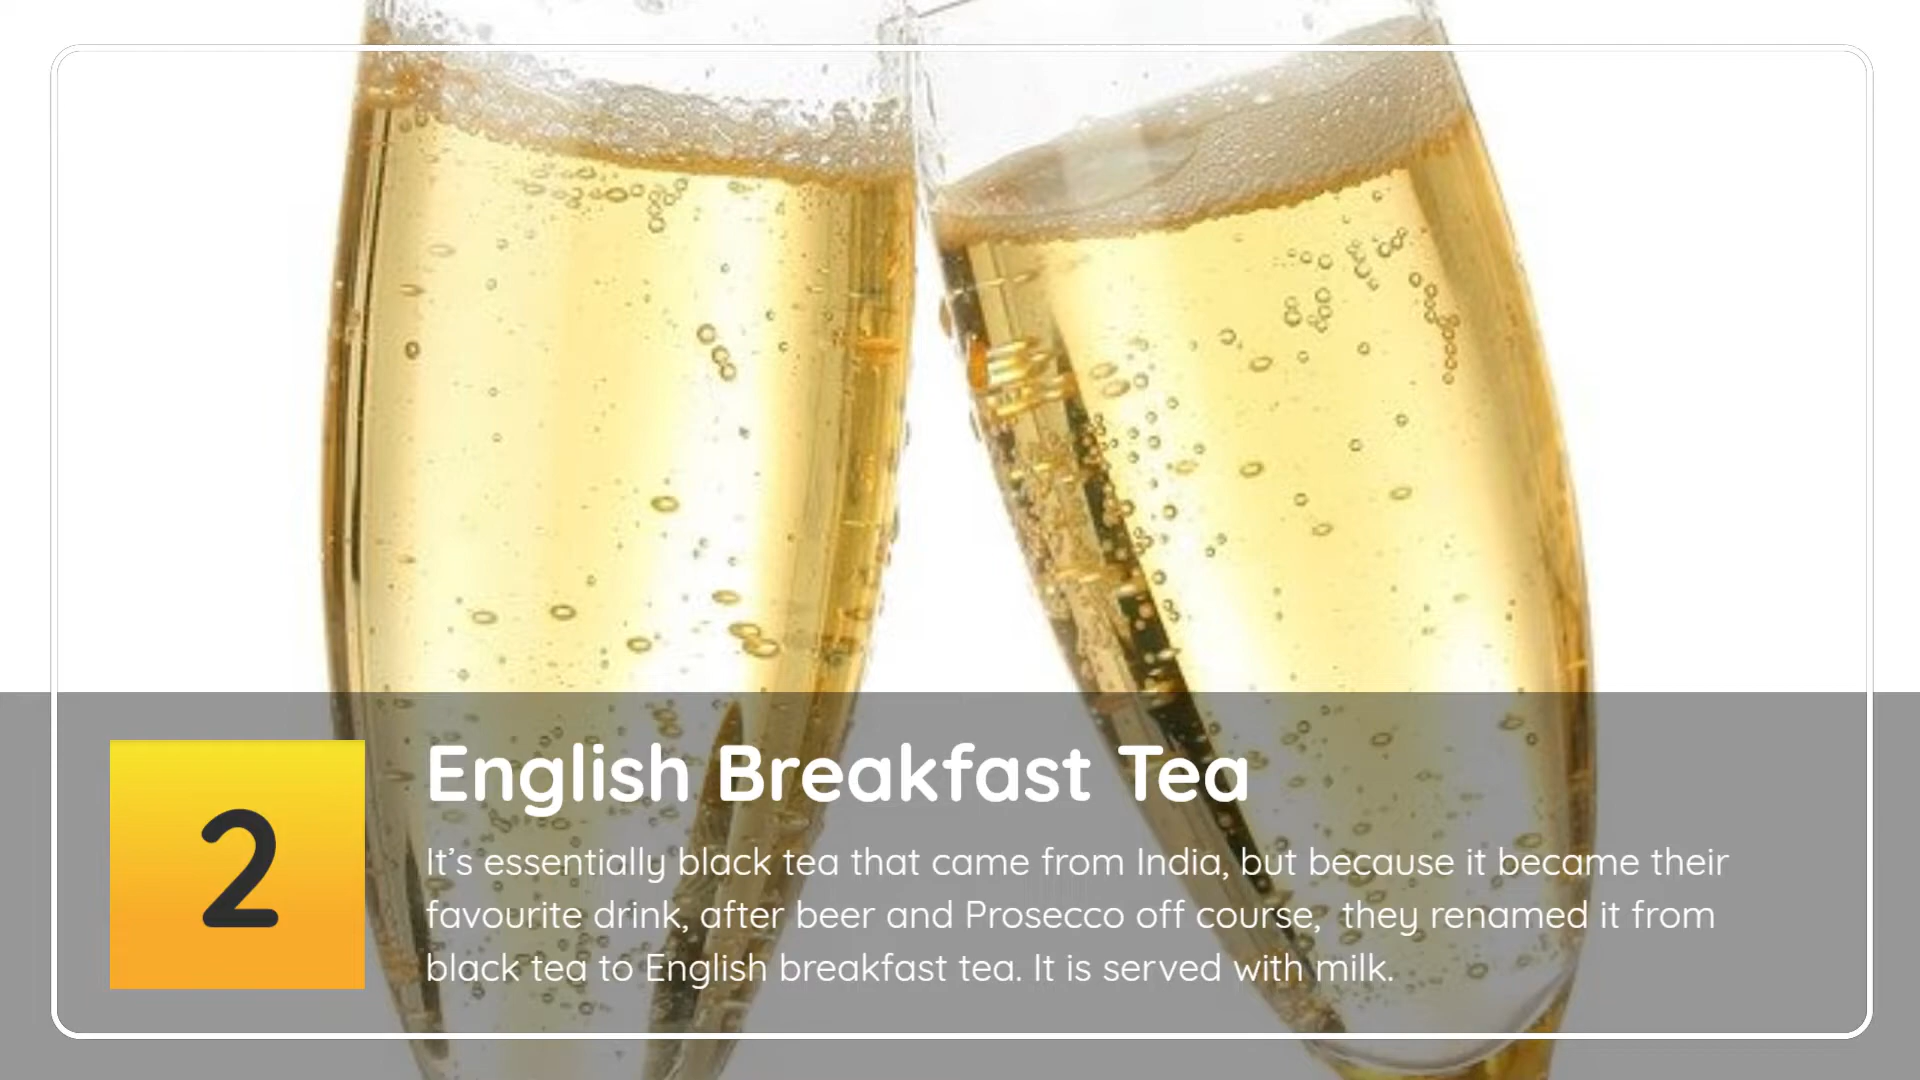 2
English Breakfast Tea
It’s essentially black tea that came from India, but because it became their
favourite drink, after beer and Prosecco off course,  they renamed it from
black tea to English breakfast tea. It is served with milk.